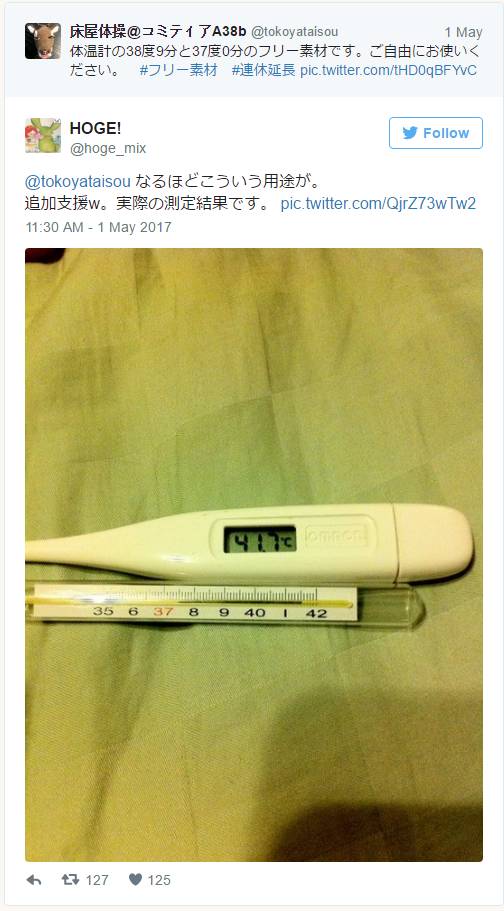 床屋体操@コミティアA38b @tokoyataisou 1 May
体温計の38度9分と37度0分のフリー素材です。ご自由にお使いく
ださい。 #フリー素材 #連休延長 pic.twitter.com/tHD0qBFYvC
HOGE!
@hoge_mix
Follow
@tokoyataisou なるほどこういう用途が。
追加支援w。実際の測定結果です。 pic.twitter.com/QjrZ73wTw2
11:30 AM - 1 May 2017
41.7℃ omron
35 6 37 8 9 40 1 42
127 125